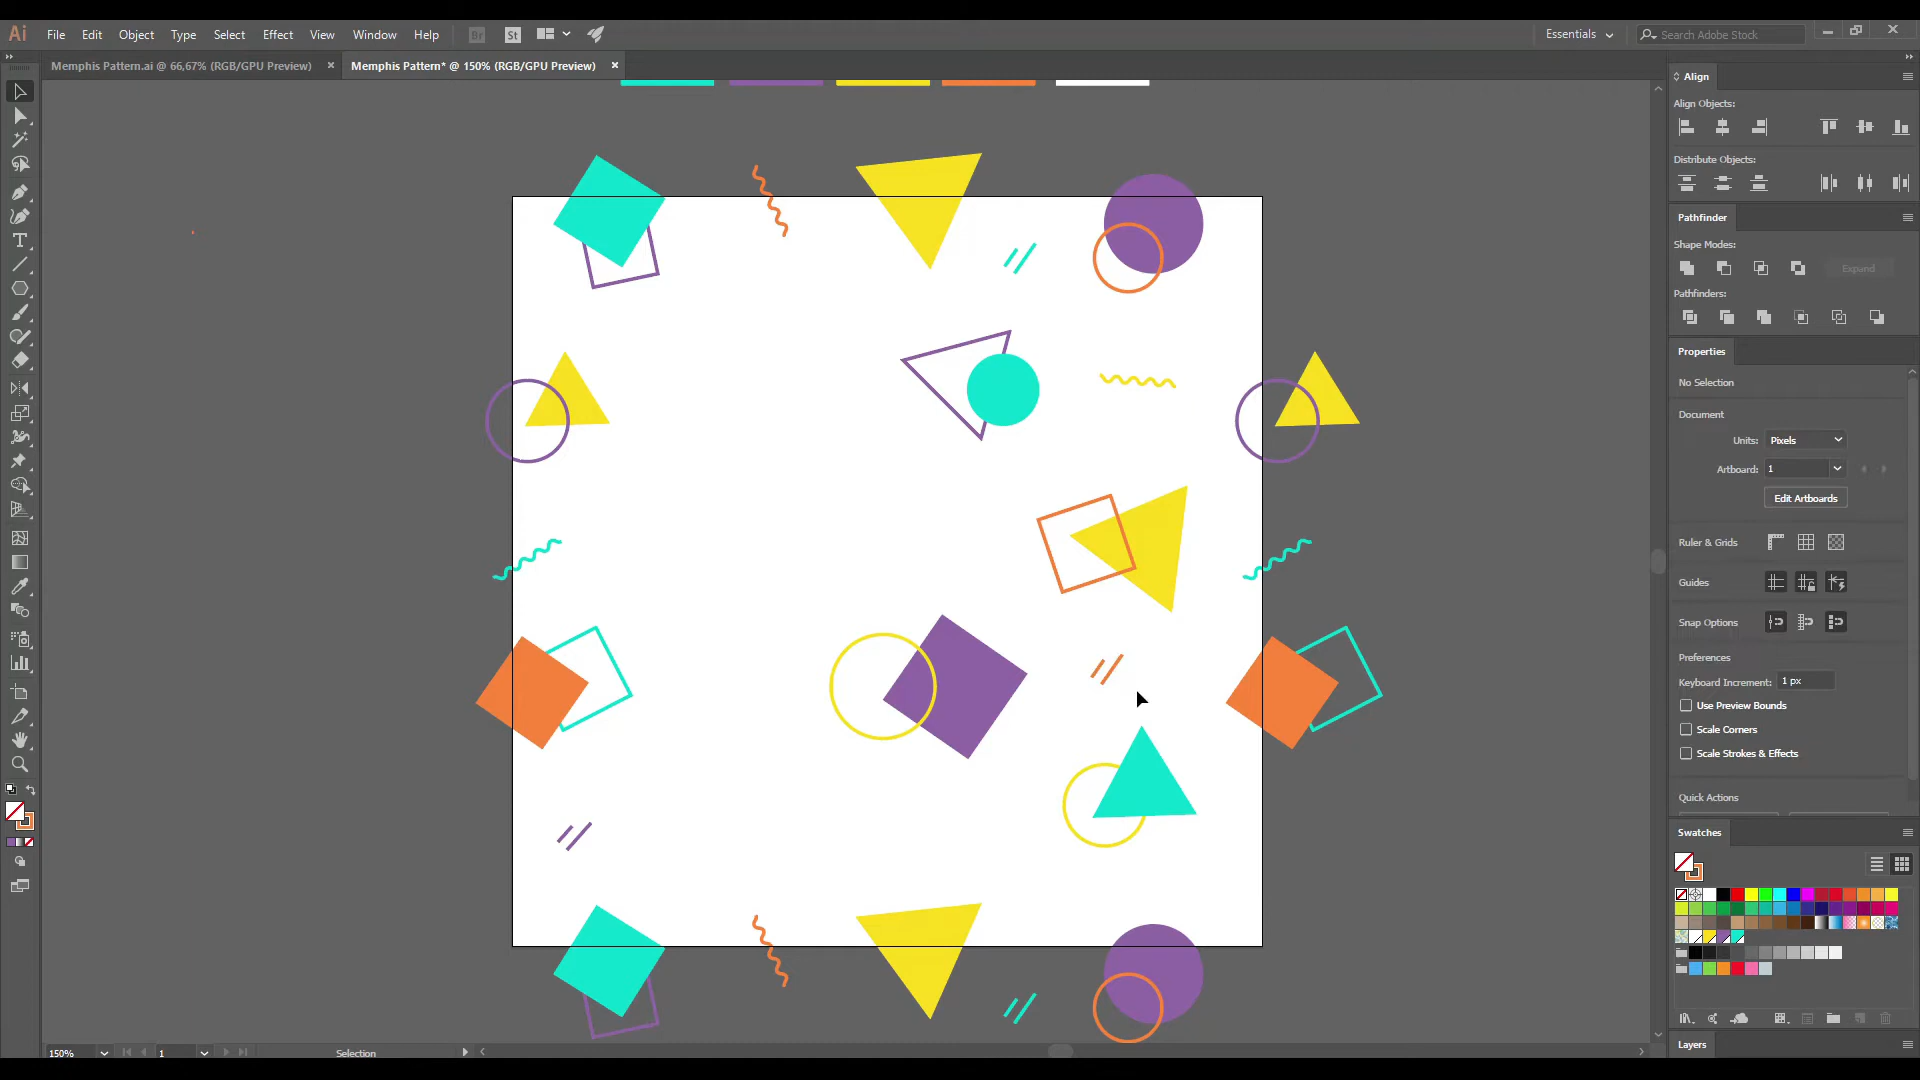 Ai File Edit Object Type Select Effect View Window Help Br St Essentials Search Adobe Stock
Memphis Pattern.ai @ 66,67% (RGB/GPU Preview) Memphis Pattern* @ 150% (RGB/GPU Preview)
Align
Align Objects:
Distribute Objects:
Pathfinder
Shape Modes:
Expand
Pathfinders:
Properties
No Selection
Document
Units: Pixels
Artboard: 1
Edit Artboards
Ruler & Grids
Guides
Snap Options
Preferences
Keyboard Increment: 1 px
Use Preview Bounds
Scale Corners
Scale Strokes & Effects
Quick Actions
Swatches
Layers
150% 1 Selection